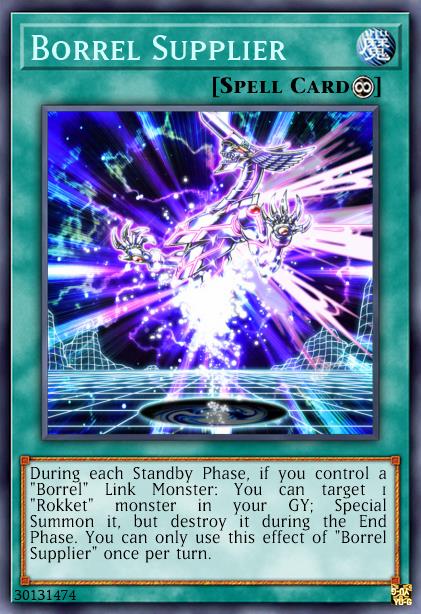 BORREL SUPPLIER
[SPELL CARD]
During each Standby Phase, if you control a
"Borrel" Link Monster: You can target 1
"Rokket" monster in your GY; Special
Summon it, but destroy it during the End
Phase. You can only use this effect of "Borrel
Supplier" once per turn.
30131474